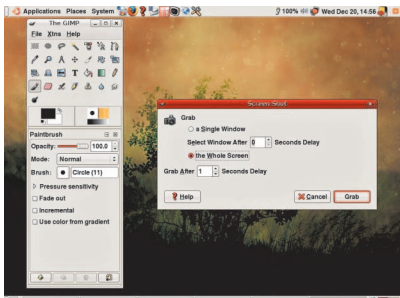 Applications Places System 100% Wed Dec 20, 14:56
The GIMP
File Xtns Help
Paintbrush
Opacity: 100.0
Mode: Normal
Brush: Circle (11)
Pressure sensitivity
Fade out
Incremental
Use color from gradient
Screen Shot
Grab
a Single Window
Select Window After 0 Seconds Delay
the Whole Screen
Grab After 1 Seconds Delay
Help Cancel Grab